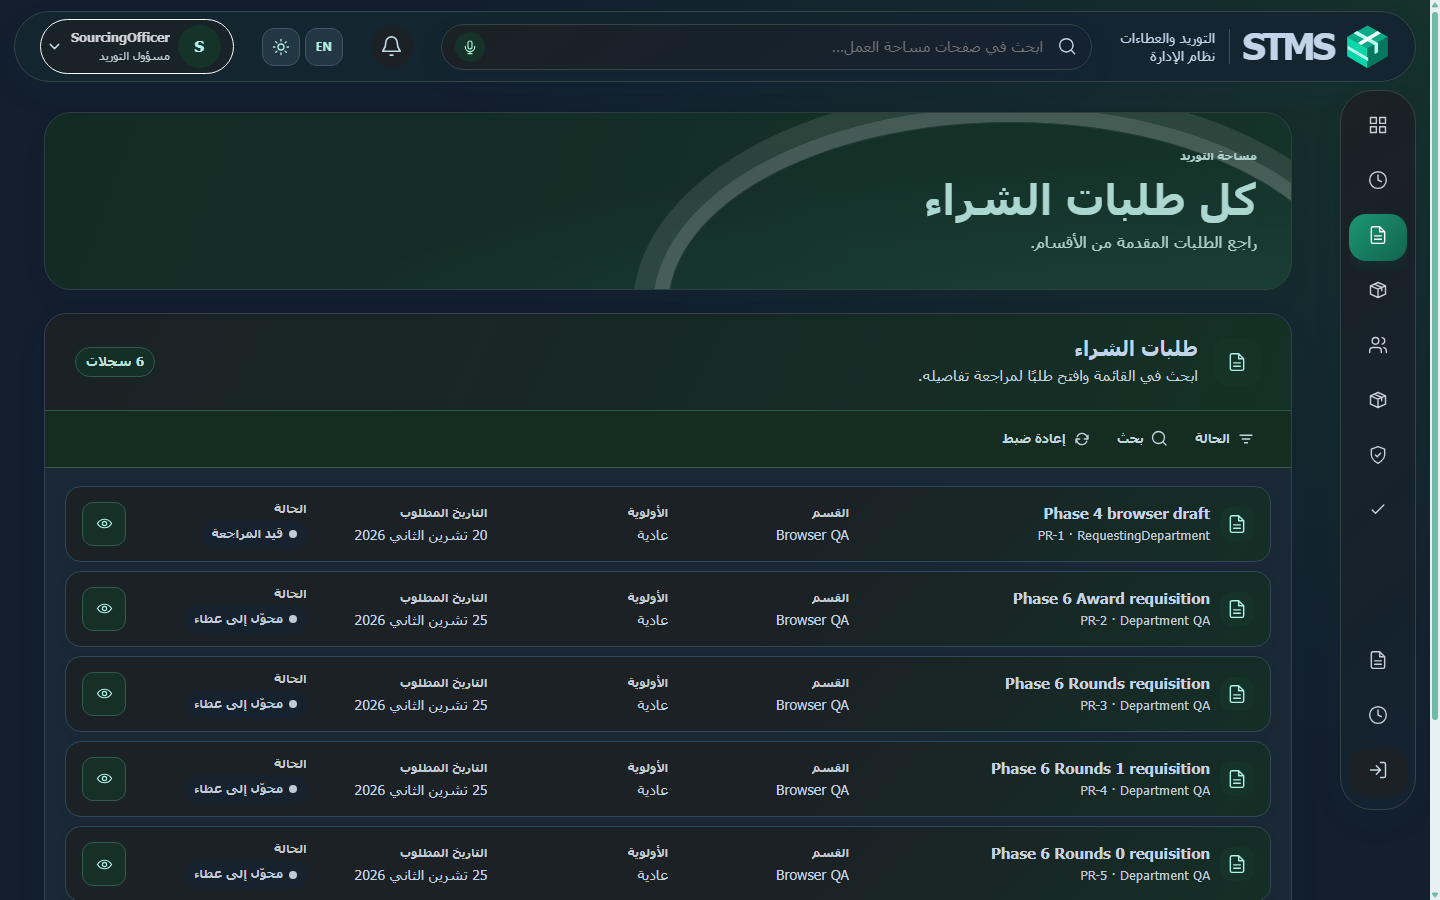 STMS
التوريد والعطاءات
نظام الإدارة
ابحث في صفحات مساحة العمل...
EN
S
SourcingOfficer
مسؤول التوريد
مساحة التوريد
كل طلبات الشراء
راجع الطلبات المقدمة من الأقسام.
طلبات الشراء
ابحث في القائمة وافتح طلبًا لمراجعة تفاصيله.
6 سجلات
الحالة
بحث
إعادة ضبط
Phase 4 browser draft
PR-1 · RequestingDepartment
القسم
Browser QA
الأولوية
عادية
التاريخ المطلوب
20 تشرين الثاني 2026
الحالة
قيد المراجعة
Phase 6 Award requisition
PR-2 · Department QA
القسم
Browser QA
الأولوية
عادية
التاريخ المطلوب
25 تشرين الثاني 2026
الحالة
محوّل إلى عطاء
Phase 6 Rounds requisition
PR-3 · Department QA
القسم
Browser QA
الأولوية
عادية
التاريخ المطلوب
25 تشرين الثاني 2026
الحالة
محوّل إلى عطاء
Phase 6 Rounds 1 requisition
PR-4 · Department QA
القسم
Browser QA
الأولوية
عادية
التاريخ المطلوب
25 تشرين الثاني 2026
الحالة
محوّل إلى عطاء
Phase 6 Rounds 0 requisition
PR-5 · Department QA
القسم
Browser QA
الأولوية
عادية
التاريخ المطلوب
25 تشرين الثاني 2026
الحالة
محوّل إلى عطاء